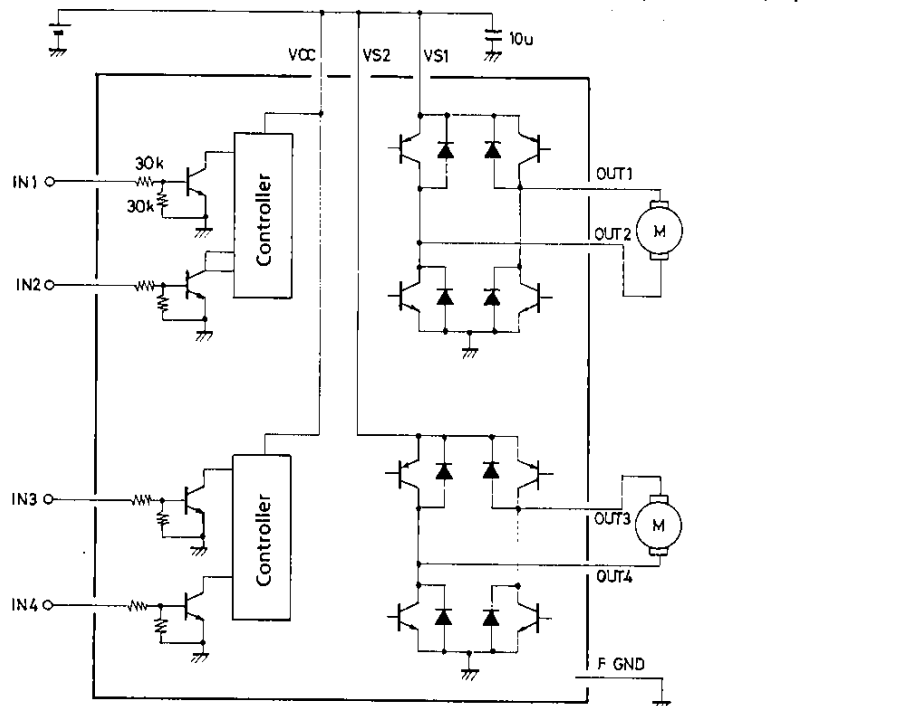 10u
VCC VS2 VS1
30k
IN1
30k
Controller
OUT1
M
OUT2
IN2
IN3
Controller
OUT3
M
OUT4
IN4
F GND